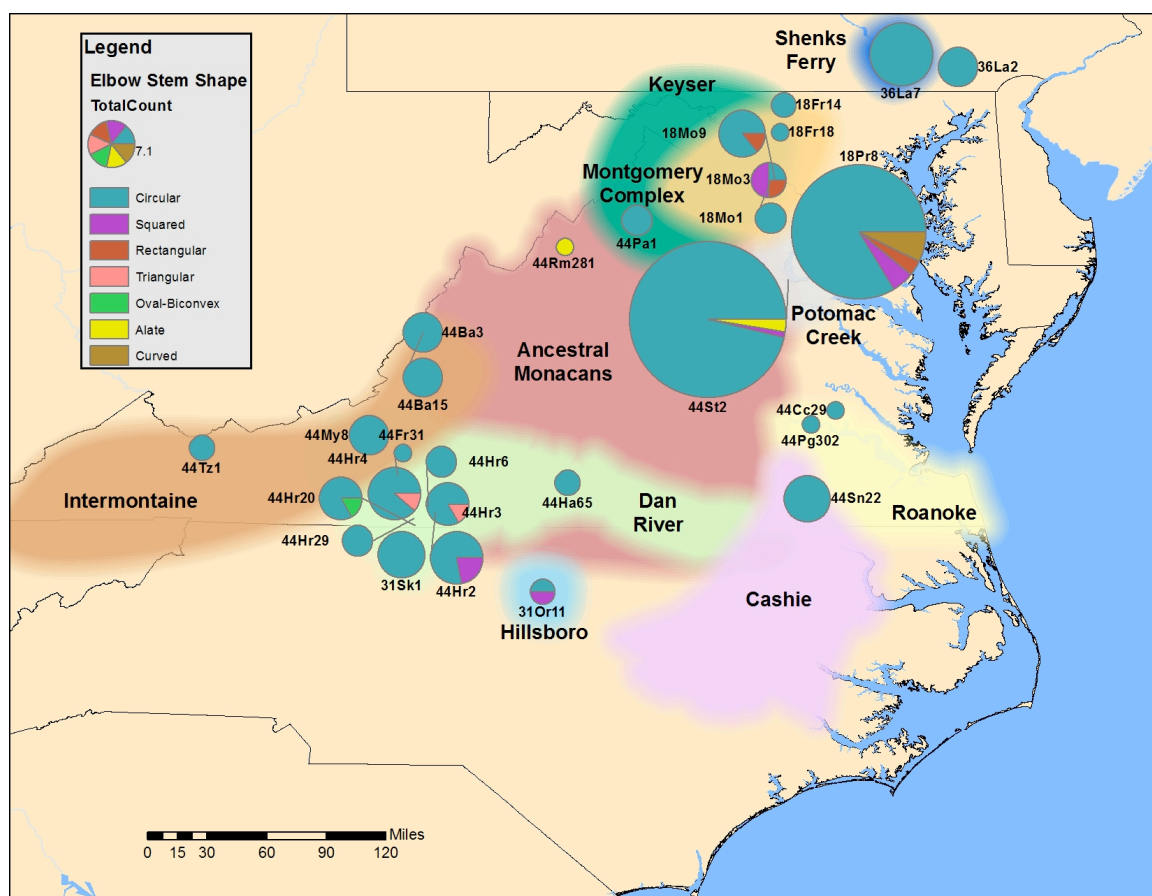 Legend
Elbow Stem Shape
TotalCount
7.1
Circular
Squared
Rectangular
Triangular
Oval-Biconvex
Alate
Curved
Shenks
Ferry
36La7
36La2
Keyser
18Fr14
18Mo9
18Fr18
18Pr8
Montgomery
Complex
18Mo3
18Mo1
44Pa1
44Rm281
Potomac
Creek
44Ba3
Ancestral
Monacans
44Ba15
44St2
44Cc29
44Pg302
44My8
44Fr31
44Tz1
44Hr4
44Hr6
Intermontaine
44Hr20
44Ha65
Dan
River
44Sn22
Roanoke
44Hr3
44Hr29
31Sk1
44Hr2
31Or11
Hillsboro
Cashie
Miles
0 15 30 60 90 120